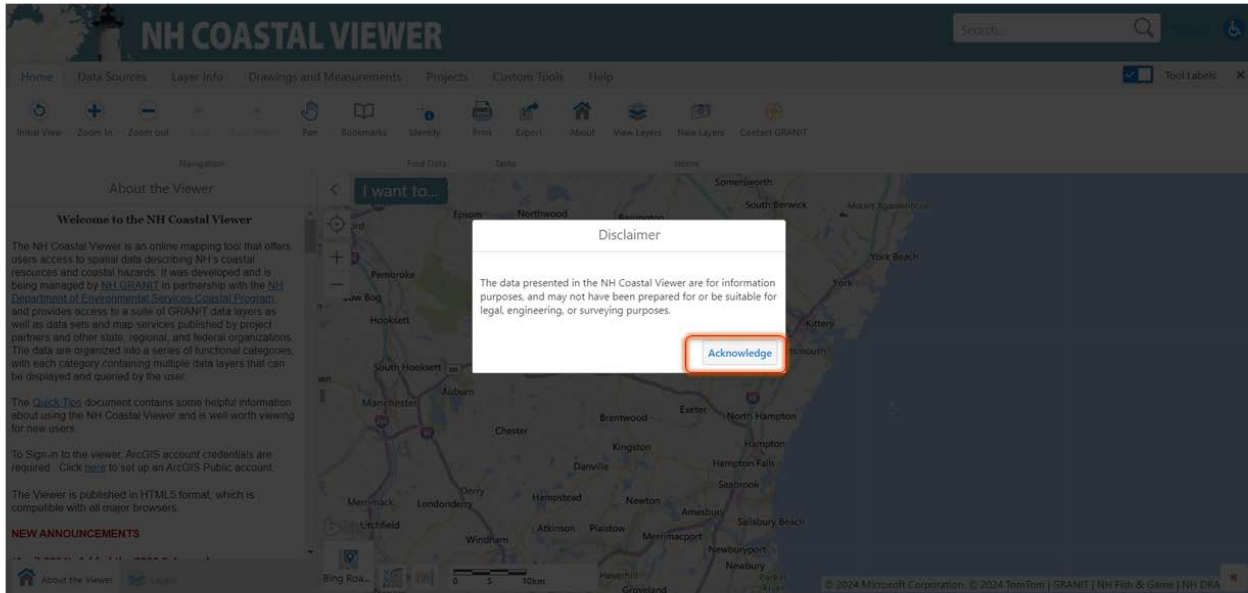 NH COASTAL VIEWER
Search...
Home Data Sources Layer Info Drawings and Measurements Projects Custom Tools Help
Tool Labels
Initial View Zoom In Zoom out Pan Bookmarks Identify Print Export About View Layers New Layers Contact GRANIT
Navigation Find Data Tasks Home
About the Viewer
Welcome to the NH Coastal Viewer
The NH Coastal Viewer is an online mapping tool that offers
users access to spatial data describing NH's coastal
resources and coastal hazards. It was developed and is
being managed by NH GRANIT in partnership with the NH
Department of Environmental Services Coastal Program,
and provides access to a suite of GRANIT data layers as
well as data sets and map services published by project
partners and other state, regional, and federal organizations.
The data are organized into a series of functional categories,
with each category containing multiple data layers that can
be displayed and queried by the user.
The Quick Tips document contains some helpful information
about using the NH Coastal Viewer and is well worth viewing
for new users.
To Sign-in to the viewer, ArcGIS account credentials are
required. Click here to set up an ArcGIS Public account.
The Viewer is published in HTML5 format, which is
compatible with all major browsers.
NEW ANNOUNCEMENTS
About the Viewer
Layers
I want to...
Disclaimer
The data presented in the NH Coastal Viewer are for information
purposes, and may not have been prepared for or be suitable for
legal, engineering, or surveying purposes.
Acknowledge
Somersworth
South Berwick
Mount Agamenticus
Epsom
Northwood
Barrington
York Beach
Pembroke
York
Bow Bog
Hooksett
Kittery
South Hooksett
Auburn
Manchester
Exeter
North Hampton
Brentwood
Chester
Kingston
Hampton
Danville
Hampton Falls
Seabrook
Derry
Merrimack
Londonderry
Hampstead
Newton
Amesbury
Litchfield
Salisbury Beach
Atkinson
Plaistow
Windham
Merrimacport
Newburyport
Newbury
Haverhill
Parker
River
Groveland
Bing Roa...
0 5 10km
© 2024 Microsoft Corporation, © 2024 TomTom | GRANIT | NH Fish & Game | NH DRA